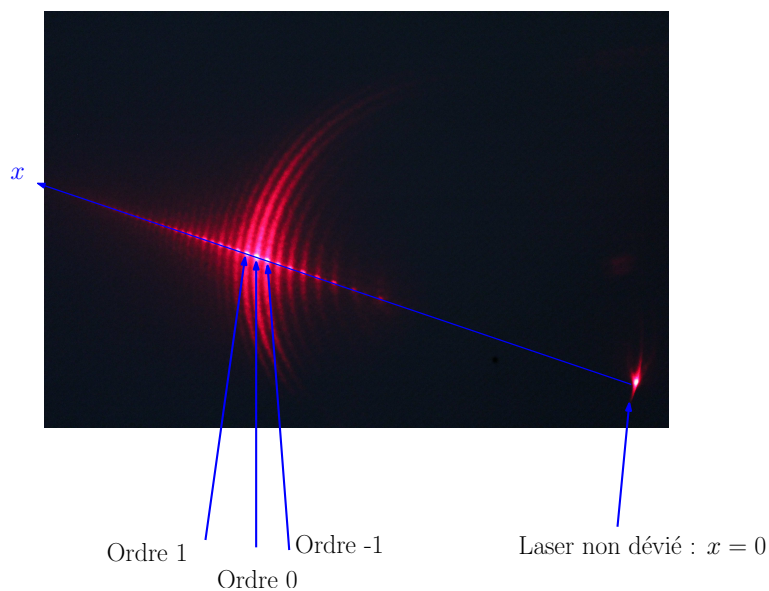 x
Ordre 1
Ordre 0
Ordre -1
Laser non dévié : x = 0